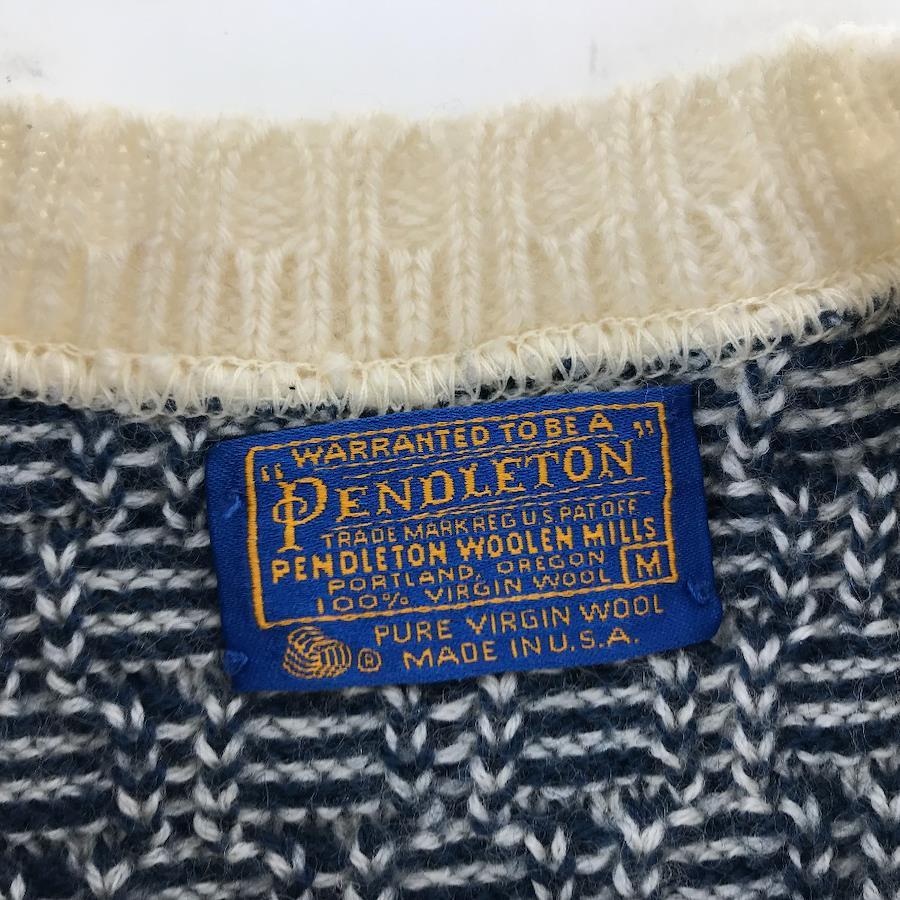 WARRANTED TO BE A
"PENDLETON"
TRADE MARK REG U.S. PAT OFF
PENDLETON WOOLEN MILLS
PORTLAND, OREGON
100% VIRGIN WOOL M
PURE VIRGIN WOOL
® MADE IN U.S.A.